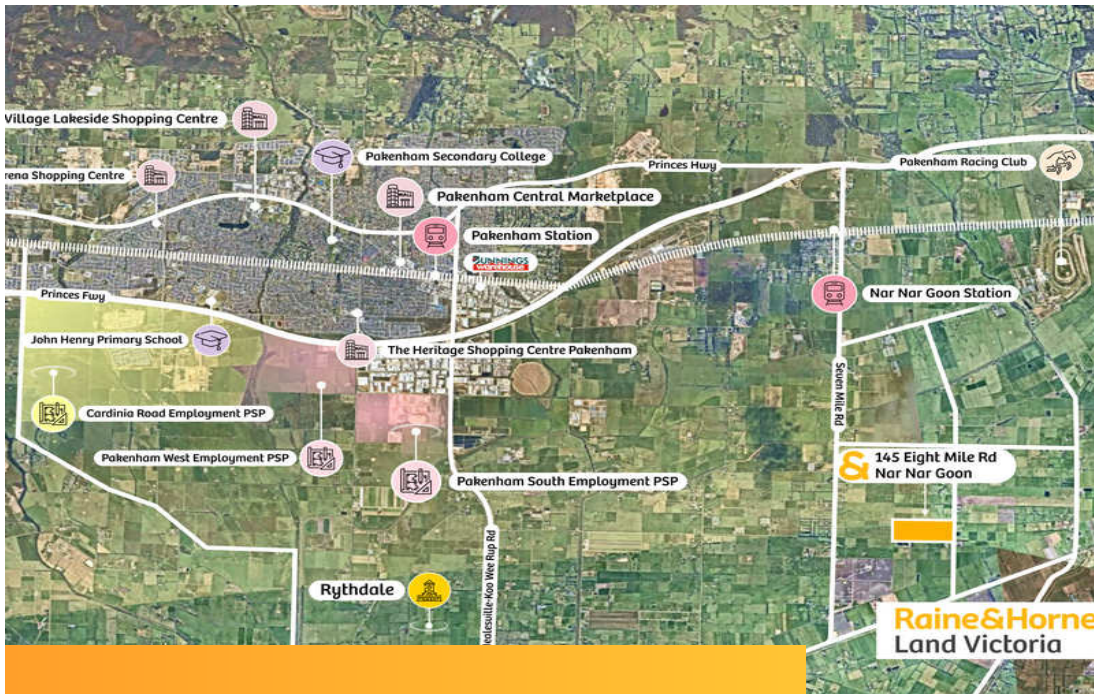 Village Lakeside Shopping Centre
Pakenham Secondary College
Princes Hwy
Pakenham Racing Club
rena Shopping Centre
Pakenham Central Marketplace
Pakenham Station
BUNNINGS
warehouse
Princes Fwy
Nar Nar Goon Station
John Henry Primary School
The Heritage Shopping Centre Pakenham
Seven Mile Rd
Cardinia Road Employment PSP
Pakenham West Employment PSP
Pakenham South Employment PSP
& 145 Eight Mile Rd
Nar Nar Goon
ealesville-Koo Wee Rup Rd
Rythdale
Raine&Horne
Land Victoria